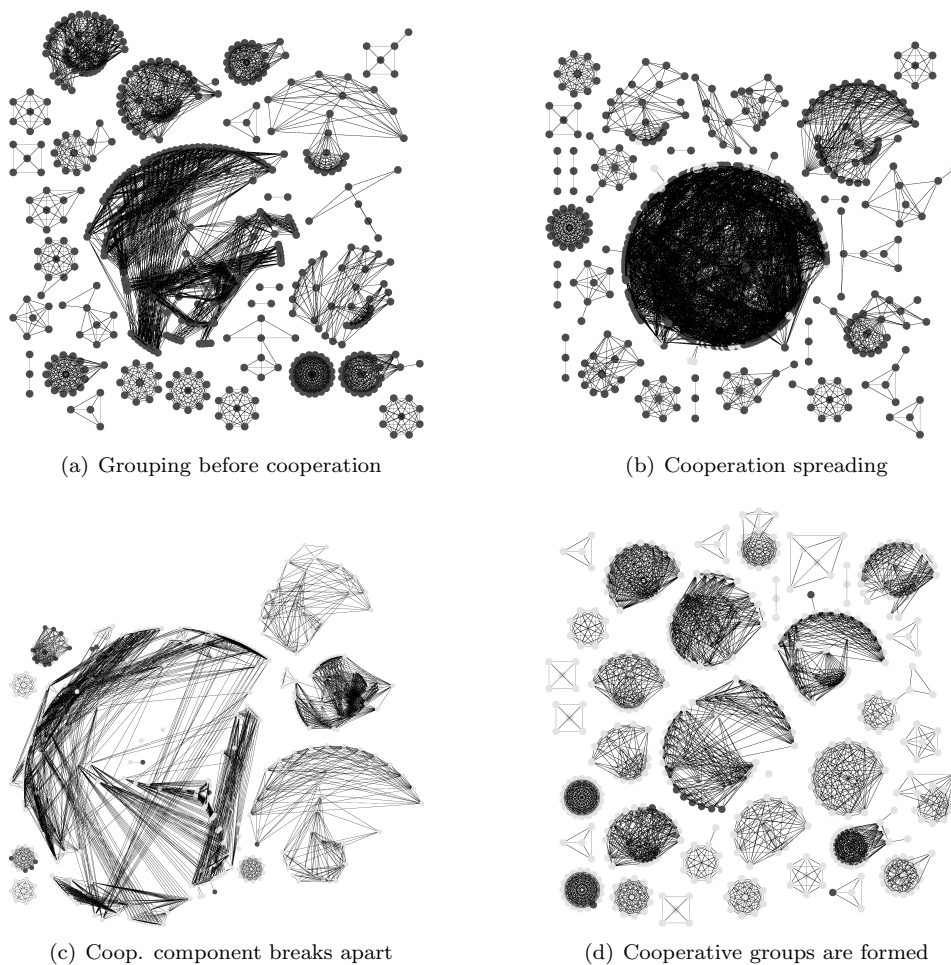 (a) Grouping before cooperation
(b) Cooperation spreading
(c) Coop. component breaks apart
(d) Cooperative groups are formed